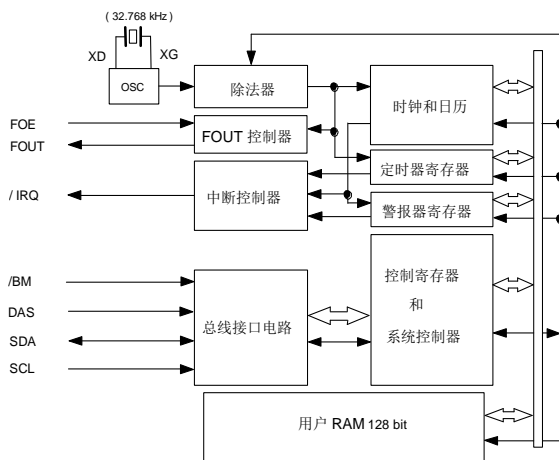 ( 32.768 kHz )
XD
XG
OSC
除法器
时钟和日历
FOE
FOUT
FOUT 控制器
定时器寄存器
/ IRQ
中断控制器
警报器寄存器
/BM
DAS
SDA
SCL
总线接口电路
控制寄存器
和
系统控制器
用户 RAM 128 bit